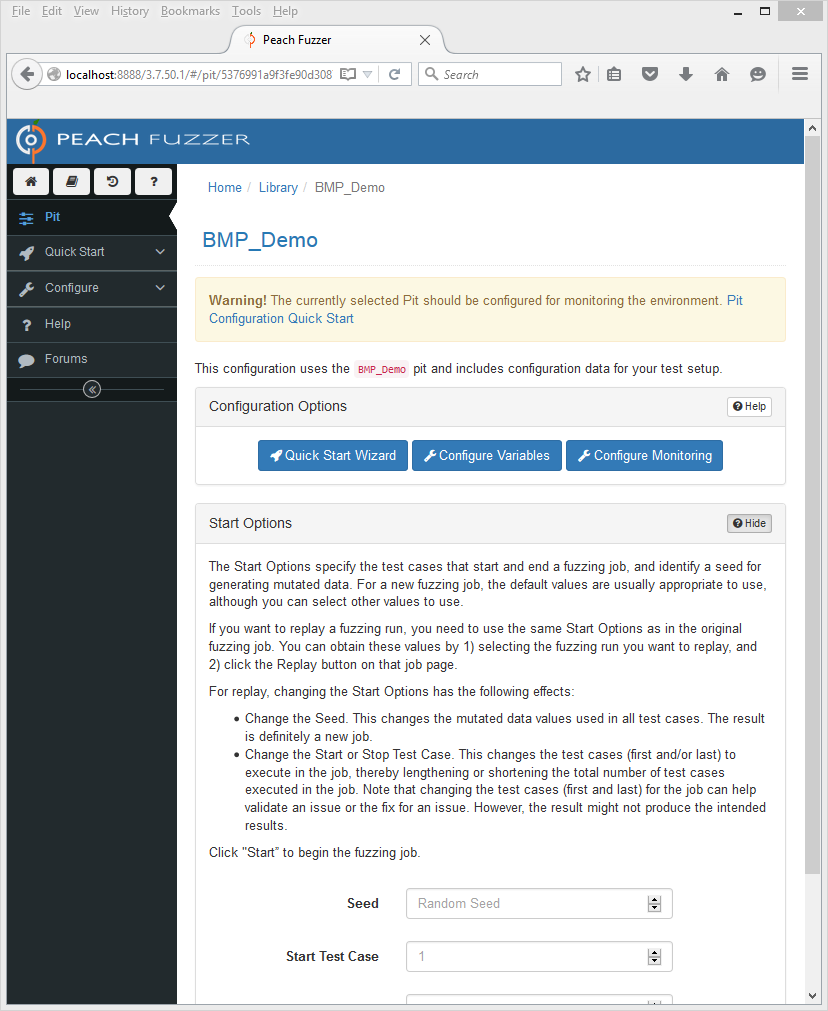 File Edit View History Bookmarks Tools Help
Peach Fuzzer
localhost:8888/3.7.50.1/#/pit/5376991a9f3fe90d308
Search
PEACH FUZZER
Home / Library / BMP_Demo
Pit
Quick Start
Configure
Help
Forums
BMP_Demo
Warning! The currently selected Pit should be configured for monitoring the environment. Pit
Configuration Quick Start
This configuration uses the BMP_Demo pit and includes configuration data for your test setup.
Configuration Options
Help
Quick Start Wizard
Configure Variables
Configure Monitoring
Start Options
Hide
The Start Options specify the test cases that start and end a fuzzing job, and identify a seed for
generating mutated data. For a new fuzzing job, the default values are usually appropriate to use,
although you can select other values to use.
If you want to replay a fuzzing run, you need to use the same Start Options as in the original
fuzzing job. You can obtain these values by 1) selecting the fuzzing run you want to replay, and
2) click the Replay button on that job page.
For replay, changing the Start Options has the following effects:
• Change the Seed. This changes the mutated data values used in all test cases. The result
is definitely a new job.
• Change the Start or Stop Test Case. This changes the test cases (first and/or last) to
execute in the job, thereby lengthening or shortening the total number of test cases
executed in the job. Note that changing the test cases (first and last) for the job can help
validate an issue or the fix for an issue. However, the result might not produce the intended
results.
Click "Start" to begin the fuzzing job.
Seed
Random Seed
Start Test Case
1